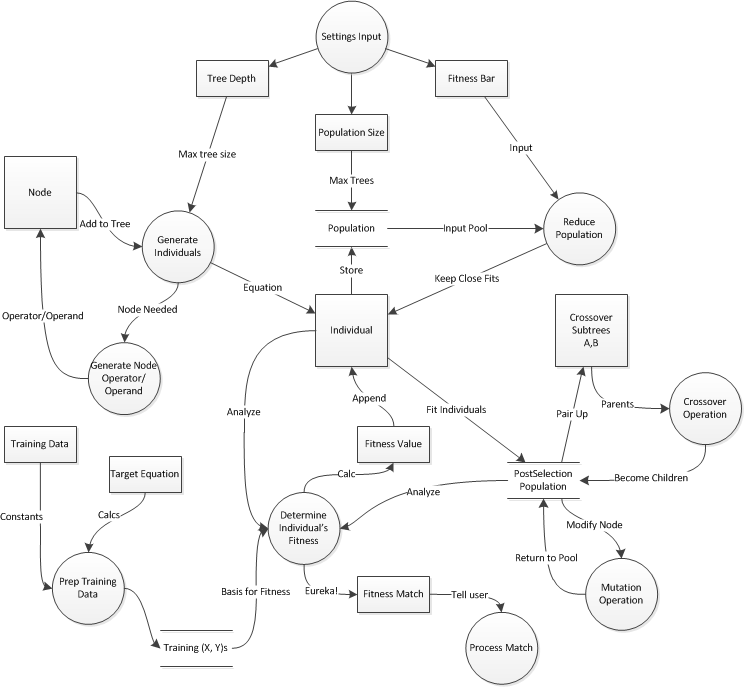 Settings Input
Tree Depth
Fitness Bar
Population Size
Max tree size
Input
Max Trees
Node
Add to Tree
Generate
Individuals
Population
Input Pool
Reduce
Population
Store
Keep Close Fits
Equation
Node Needed
Operator/Operand
Individual
Crossover
Subtrees
A,B
Generate Node
Operator/
Operand
Append
Analyze
Fit Individuals
Pair Up
Parents
Crossover
Operation
Training Data
Target Equation
Fitness Value
Calc
PostSelection
Population
Become Children
Analyze
Constants
Calcs
Determine
Individual's
Fitness
Modify Node
Return to Pool
Prep Training
Data
Basis for Fitness
Eureka!
Fitness Match
Tell user
Mutation
Operation
Training (X, Y)s
Process Match